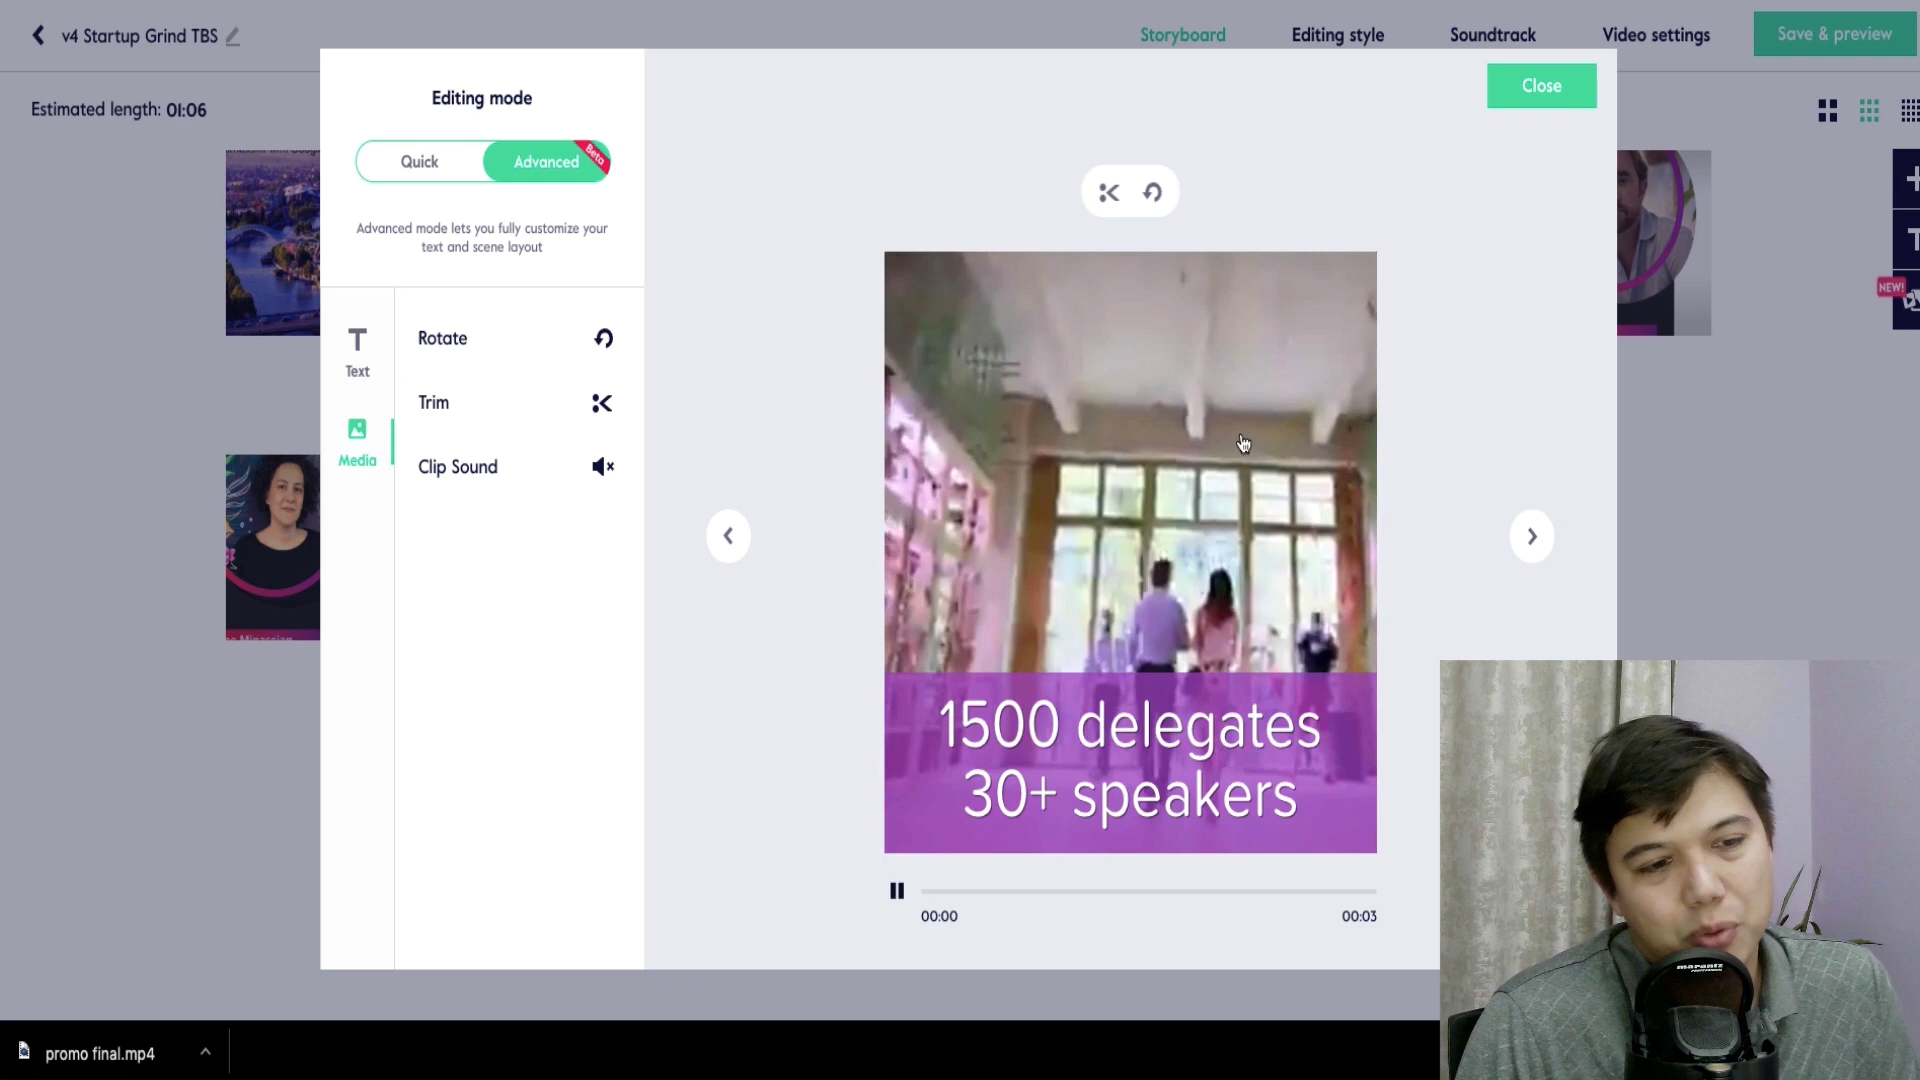 v4 Startup Grind TBS
Storyboard
Editing style
Soundtrack
Video settings
Save & preview
Estimated length: 01:06
Editing mode
Quick
Advanced
Beta
Advanced mode lets you fully customize your
text and scene layout
Close
Text
Media
Rotate
Trim
Clip Sound
NEW!
1500 delegates
30+ speakers
00:00
00:03
marantz
promo final.mp4